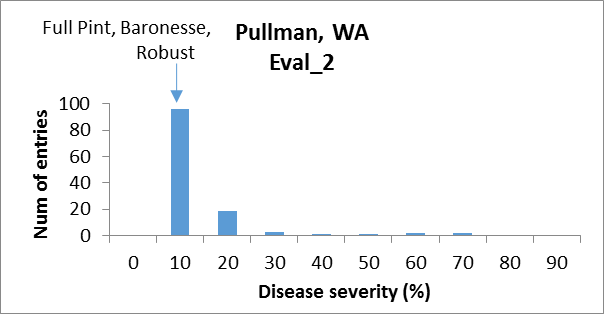 Full Pint, Baronesse,
Robust
Pullman, WA
Eval_2
100
80
60
40
20
0
Num of entries
0 10 20 30 40 50 60 70 80 90
Disease severity (%)